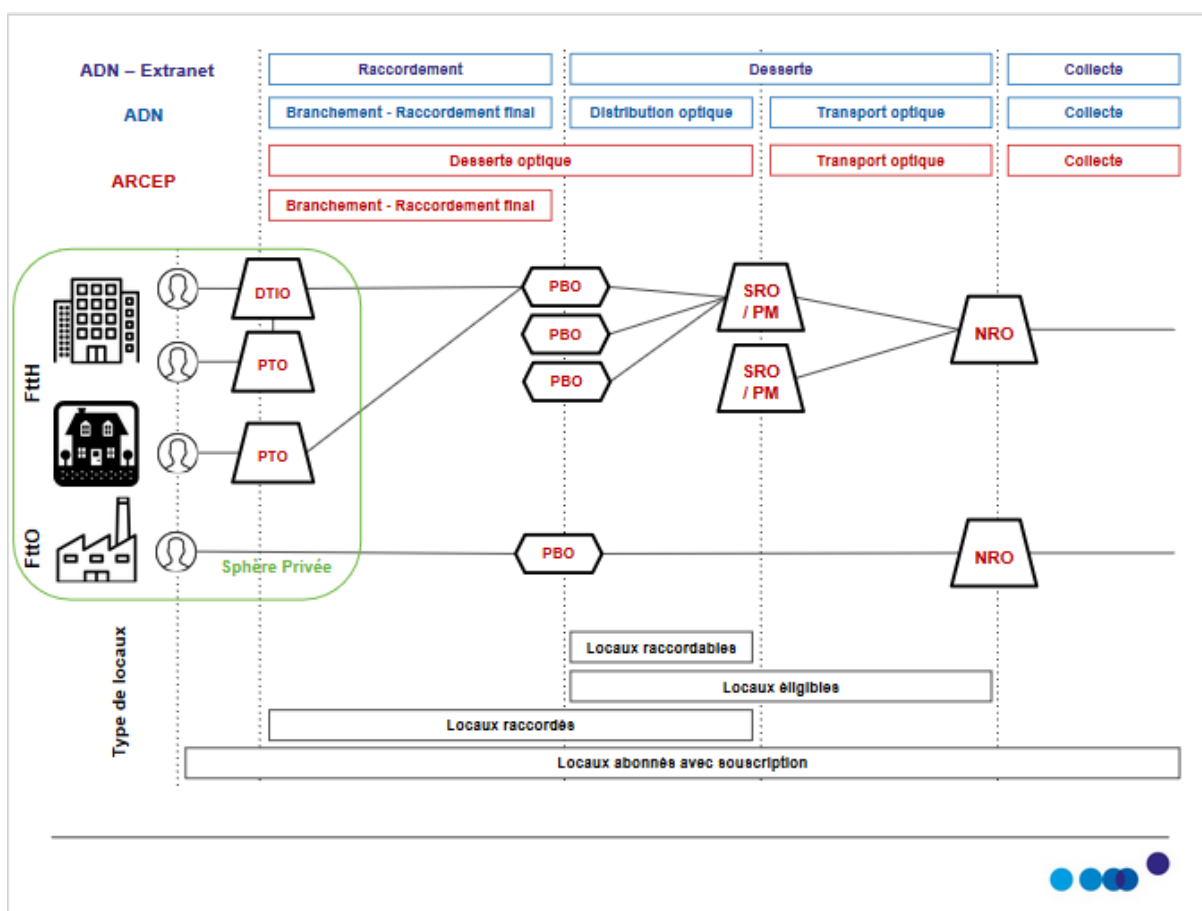 ADN – Extranet
Raccordement
Desserte
Collecte
ADN
Branchement - Raccordement final
Distribution optique
Transport optique
Collecte
ARCEP
Desserte optique
Transport optique
Collecte
Branchement - Raccordement final
FttH
DTIO
PBO
SRO
/ PM
PBO
NRO
PTO
PBO
SRO
/ PM
PTO
FttO
PBO
NRO
Sphère Privée
Type de locaux
Locaux raccordables
Locaux éligibles
Locaux raccordés
Locaux abonnés avec souscription